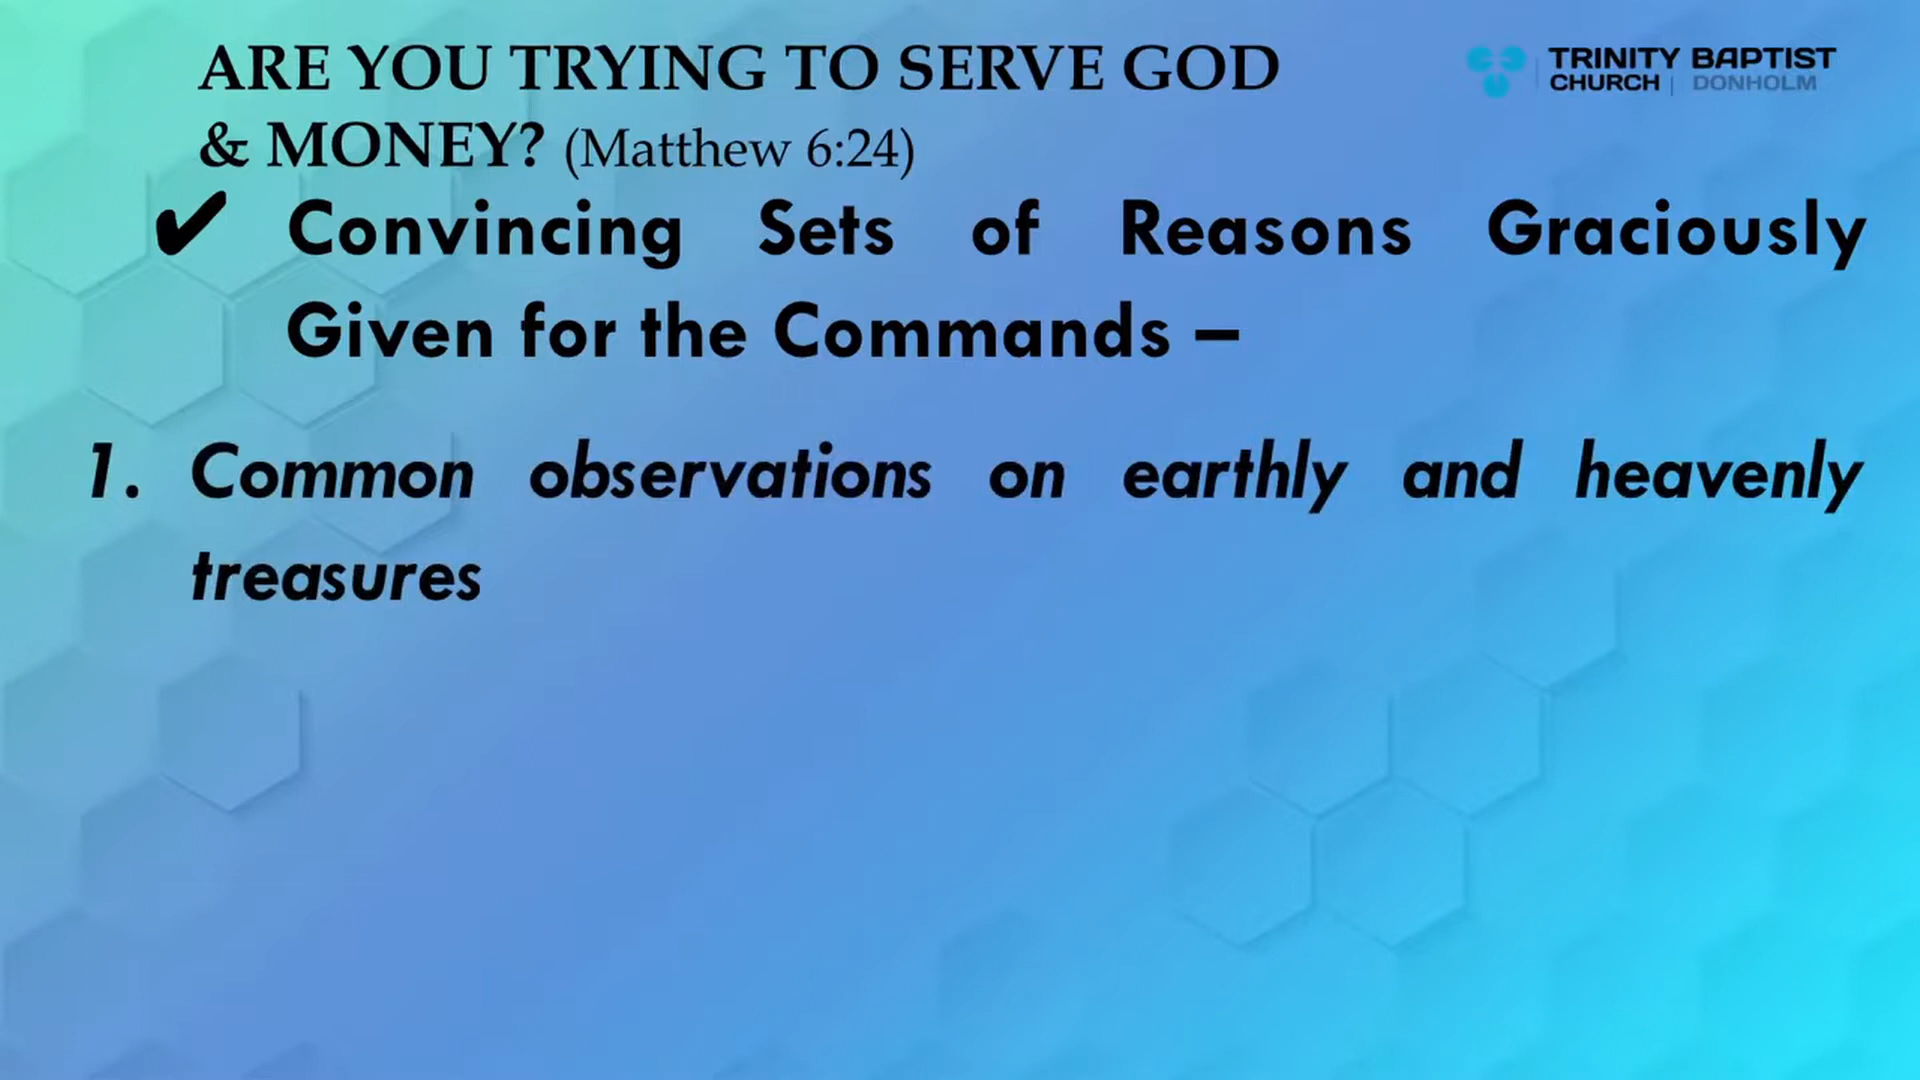 ARE YOU TRYING TO SERVE GOD
& MONEY? (Matthew 6:24)
TRINITY BAPTIST
CHURCH | DONHOLM
✔ Convincing Sets of Reasons Graciously
Given for the Commands –
1. Common observations on earthly and heavenly
treasures